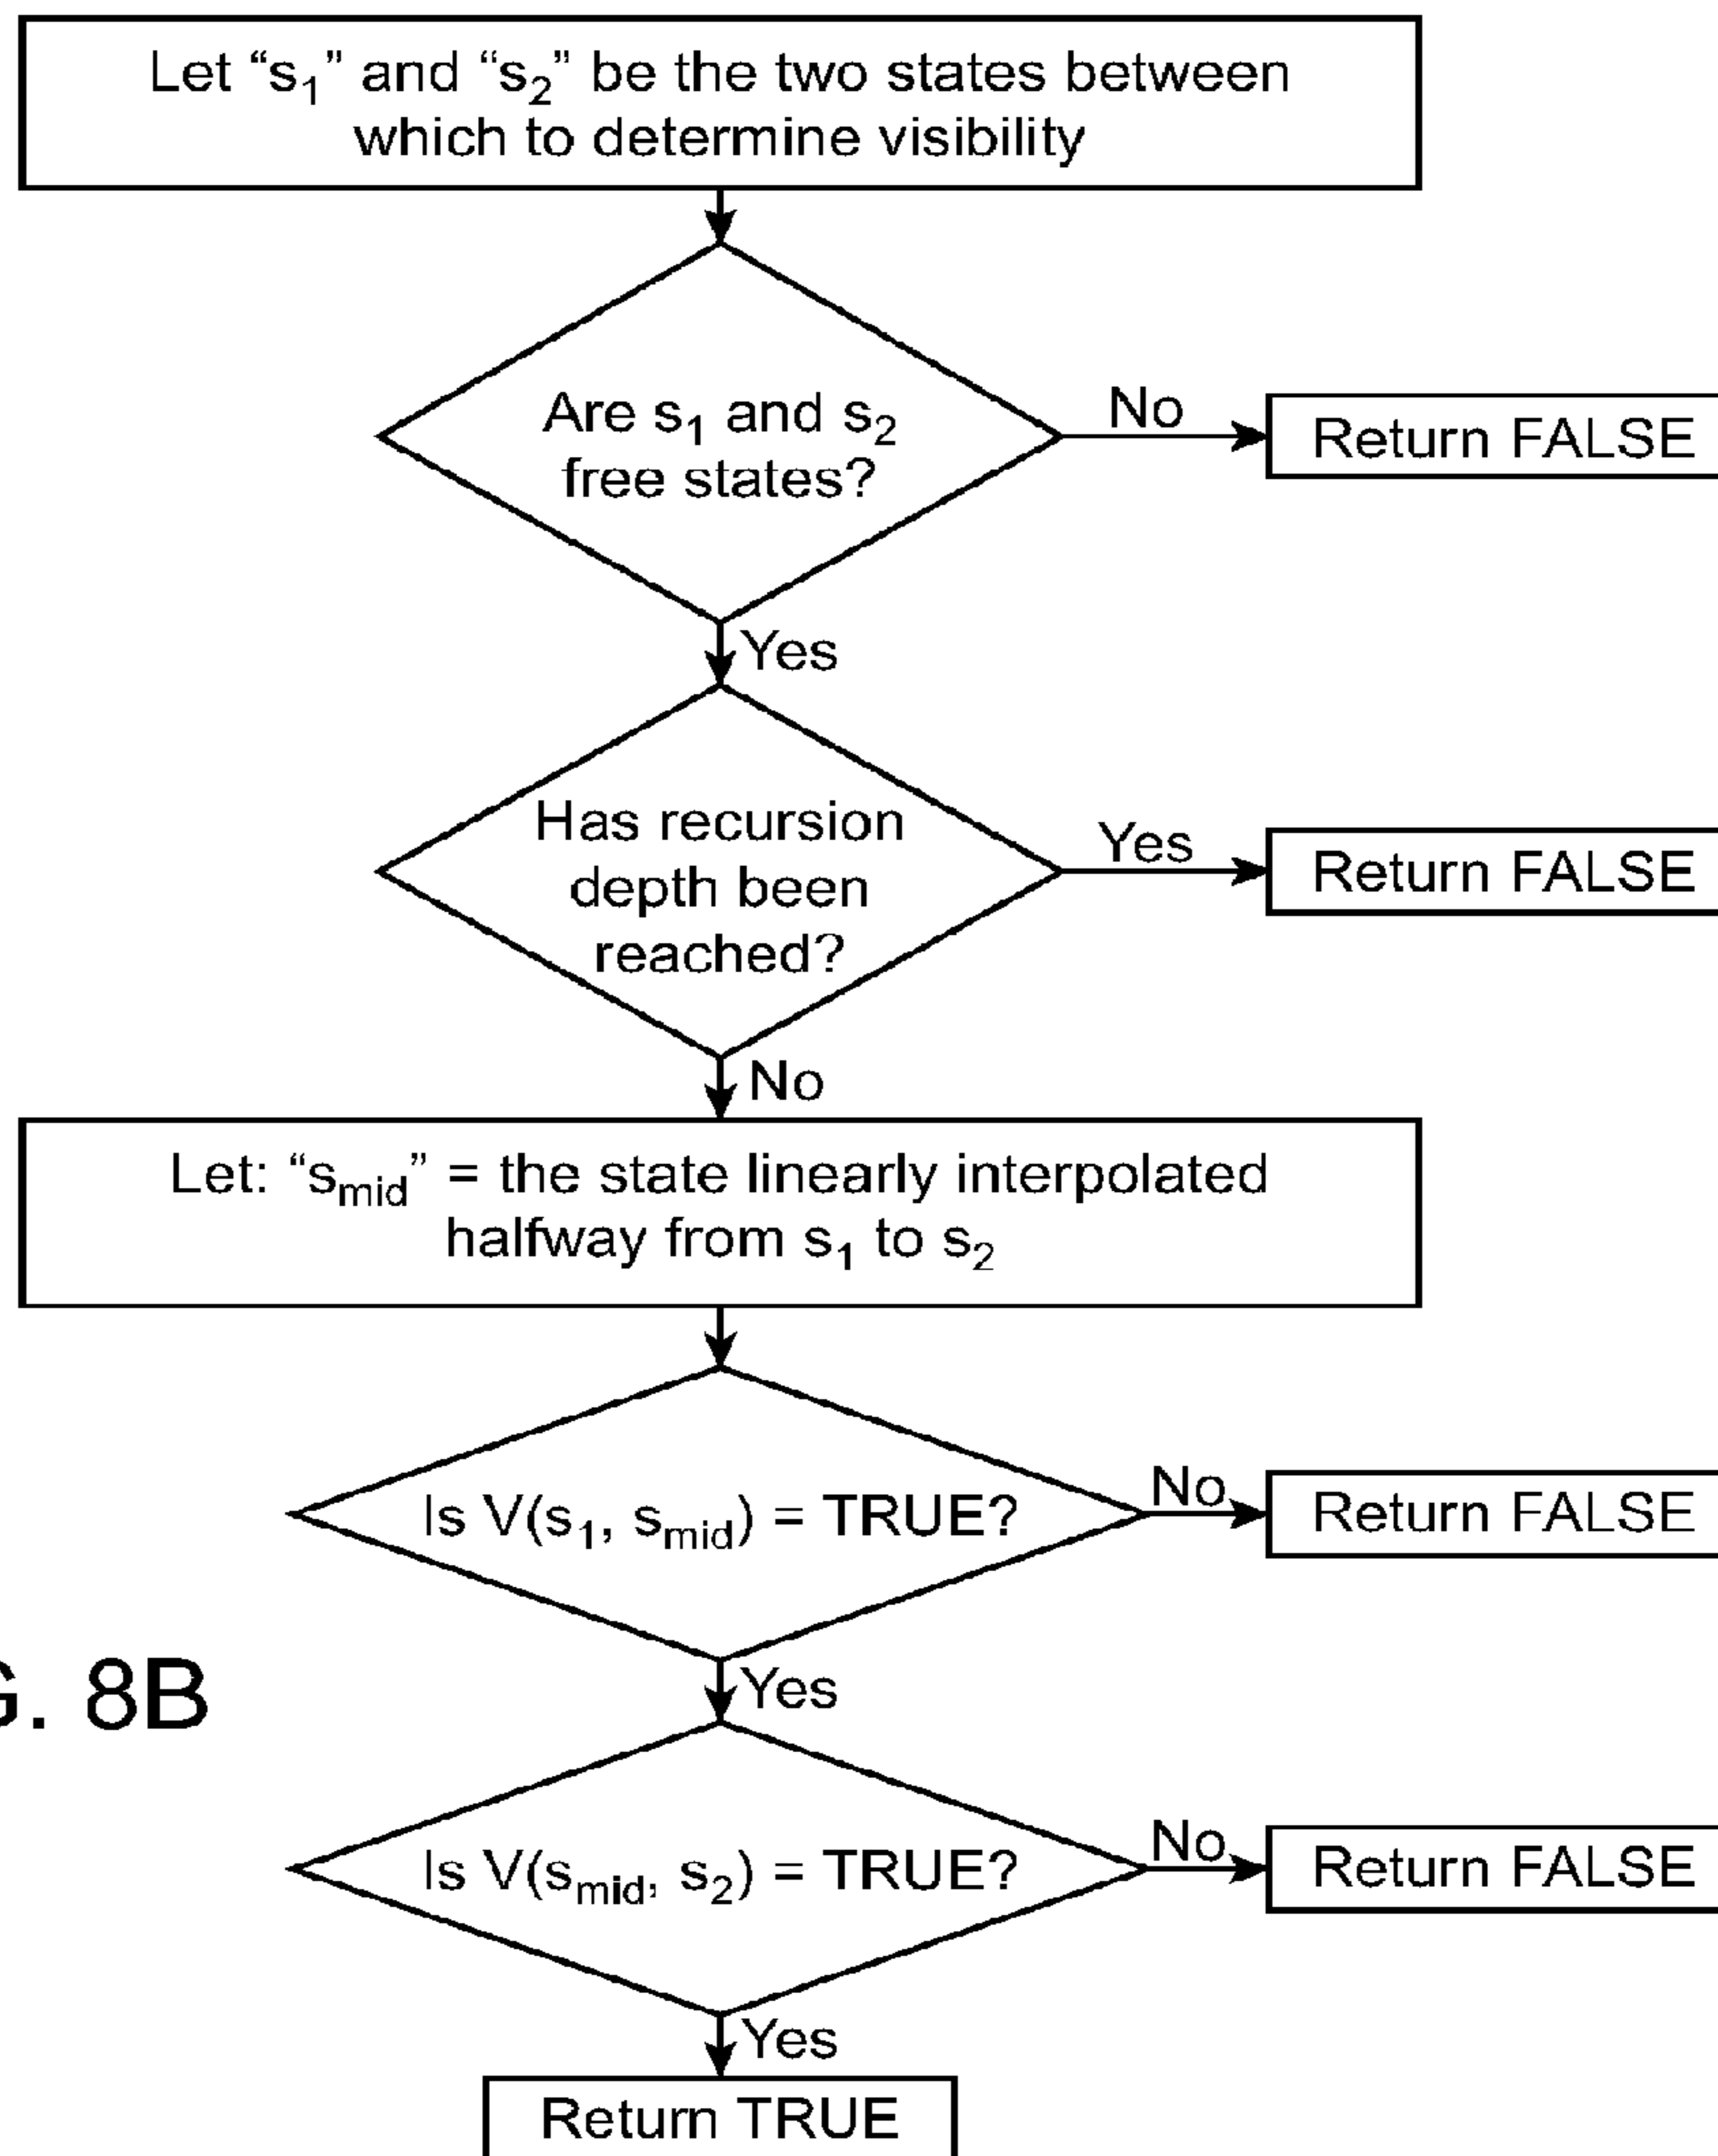 Let “s₁” and “s₂” be the two states between
which to determine visibility
Are s₁ and s₂
free states?
No
Return FALSE
Yes
Has recursion
depth been
reached?
Yes
Return FALSE
No
Let: “s_mid” = the state linearly interpolated
halfway from s₁ to s₂
Is V(s₁, s_mid) = TRUE?
No
Return FALSE
Yes
G. 8B
Is V(s_mid, s₂) = TRUE?
No
Return FALSE
Yes
Return TRUE